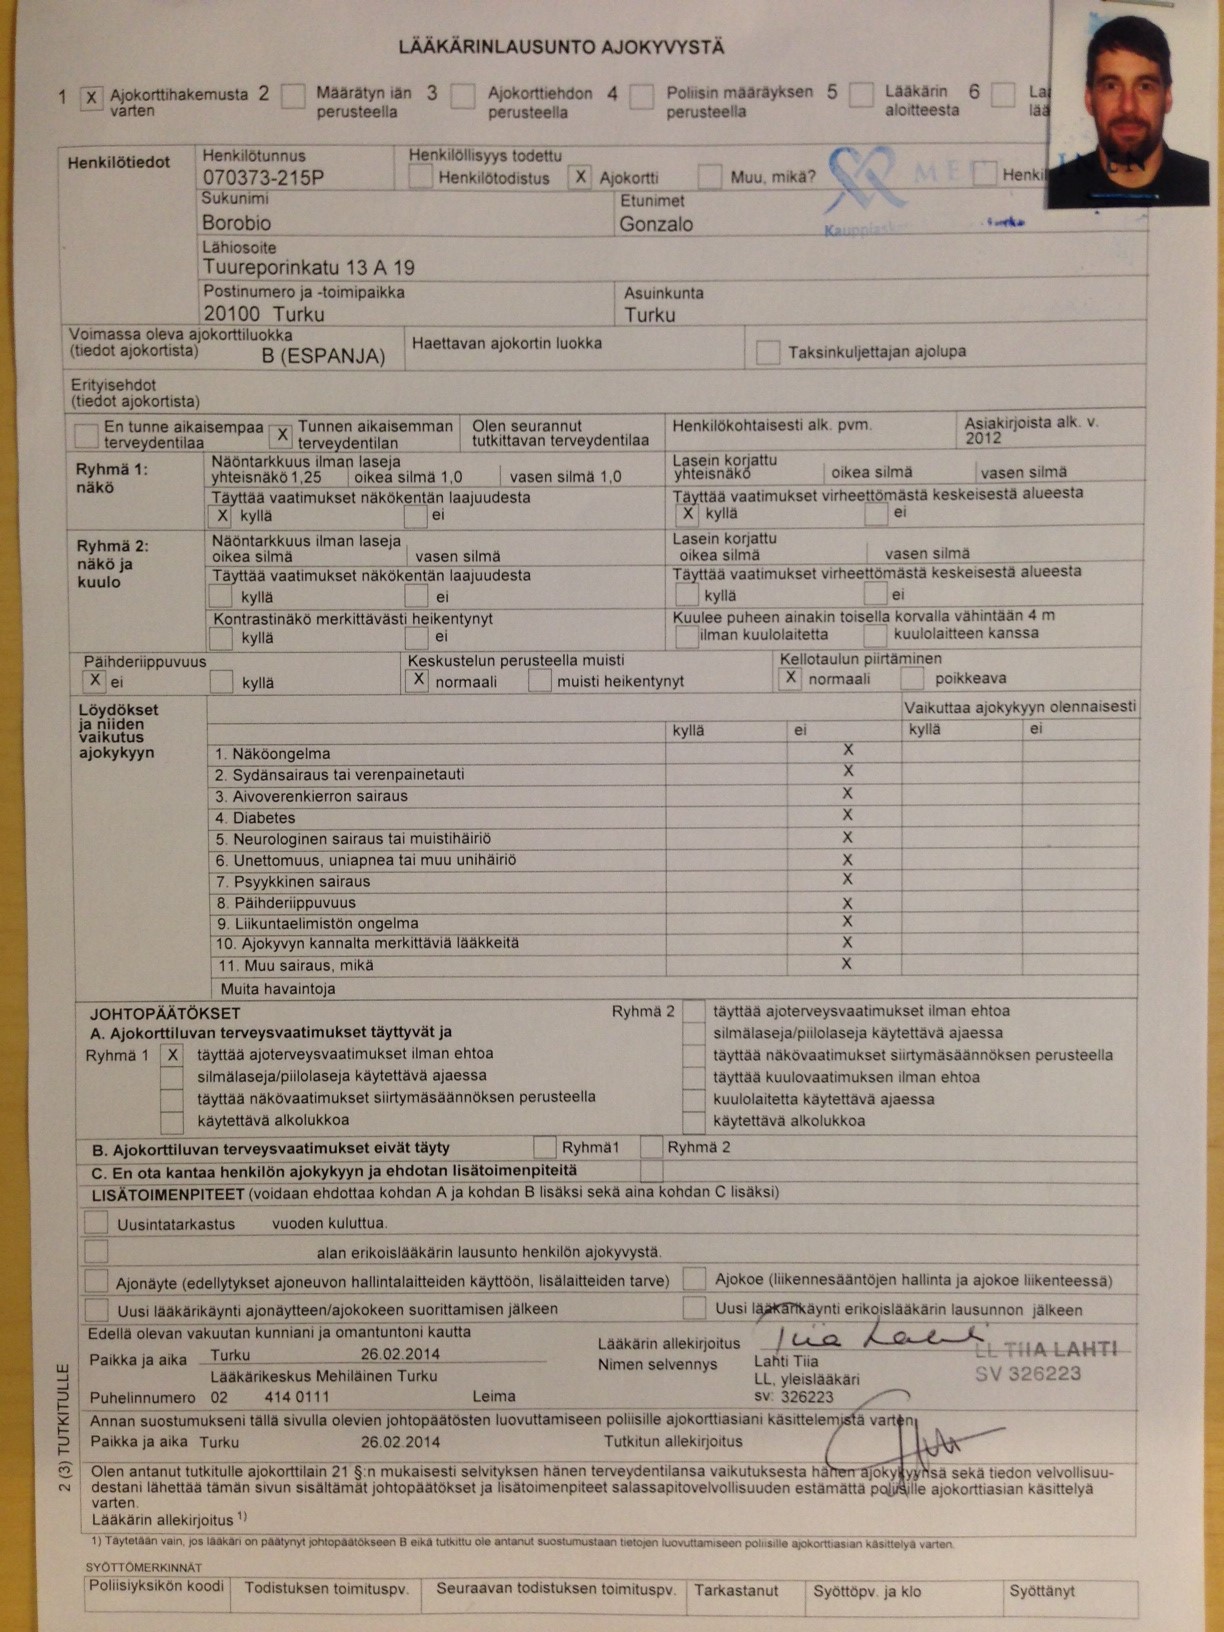 LÄÄKÄRINLAUSUNTO AJOKYVYSTÄ
1 X Ajokorttihakemusta varten 2 Määrätyn iän perusteella 3 Ajokorttiehdon perusteella 4 Poliisin määräyksen perusteella 5 Lääkärin aloitteesta 6
Henkilötiedot
Henkilötunnus
070373-215P
Henkilöllisyys todettu
Henkilötodistus X Ajokortti Muu, mikä?
Sukunimi
Borobio
Etunimet
Gonzalo
Lähiosoite
Tuureporinkatu 13 A 19
Postinumero ja -toimipaikka
20100 Turku
Asuinkunta
Turku
Voimassa oleva ajokorttiluokka
(tiedot ajokortista) B (ESPANJA)
Haettavan ajokortin luokka
Taksinkuljettajan ajolupa
Erityisehdot
(tiedot ajokortista)
En tunne aikaisempaa terveydentilaa
X Tunnen aikaisemman terveydentilan
Olen seurannut tutkittavan terveydentilaa
Henkilökohtaisesti alk. pvm.
Asiakirjoista alk. v.
2012
Ryhmä 1:
näkö
Näöntarkkuus ilman laseja
yhteisnäkö 1,25 oikea silmä 1,0 vasen silmä 1,0
Lasein korjattu
yhteisnäkö oikea silmä vasen silmä
Täyttää vaatimukset näkökentän laajuudesta
X kyllä ei
Täyttää vaatimukset virheettömästä keskeisestä alueesta
X kyllä ei
Ryhmä 2:
näkö ja
kuulo
Näöntarkkuus ilman laseja
oikea silmä vasen silmä
Lasein korjattu
oikea silmä vasen silmä
Täyttää vaatimukset näkökentän laajuudesta
kyllä ei
Täyttää vaatimukset virheettömästä keskeisestä alueesta
kyllä ei
Kontrastinäkö merkittävästi heikentynyt
kyllä ei
Kuulee puheen ainakin toisella korvalla vähintään 4 m
ilman kuulolaitetta kuulolaitteen kanssa
Päihderiippuvuus
X ei kyllä
Keskustelun perusteella muisti
X normaali muisti heikentynyt
Kellotaulun piirtäminen
X normaali poikkeava
Löydökset
ja niiden
vaikutus
ajokykyyn
Vaikuttaa ajokykyyn olennaisesti
kyllä ei kyllä ei
1. Näköongelma X
2. Sydänsairaus tai verenpainetauti X
3. Aivoverenkierron sairaus X
4. Diabetes X
5. Neurologinen sairaus tai muistihäiriö X
6. Unettomuus, uniapnea tai muu unihäiriö X
7. Psyykkinen sairaus X
8. Päihderiippuvuus X
9. Liikuntaelimistön ongelma X
10. Ajokyvyn kannalta merkittäviä lääkkeitä X
11. Muu sairaus, mikä X
Muita havaintoja
JOHTOPÄÄTÖKSET
A. Ajokorttiluvan terveysvaatimukset täyttyvät ja
Ryhmä 1 X täyttää ajoterveysvaatimukset ilman ehtoa
silmälaseja/piilolaseja käytettävä ajaessa
täyttää näkövaatimukset siirtymäsäännöksen perusteella
käytettävä alkolukkoa
Ryhmä 2 täyttää ajoterveysvaatimukset ilman ehtoa
silmälaseja/piilolaseja käytettävä ajaessa
täyttää näkövaatimukset siirtymäsäännöksen perusteella
täyttää kuulovaatimuksen ilman ehtoa
kuulolaitetta käytettävä ajaessa
käytettävä alkolukkoa
B. Ajokorttiluvan terveysvaatimukset eivät täyty Ryhmä1 Ryhmä 2
C. En ota kantaa henkilön ajokykyyn ja ehdotan lisätoimenpiteitä
LISÄTOIMENPITEET (voidaan ehdottaa kohdan A ja kohdan B lisäksi sekä aina kohdan C lisäksi)
Uusintatarkastus vuoden kuluttua.
alan erikoislääkärin lausunto henkilön ajokyvystä.
Ajonäyte (edellytykset ajoneuvon hallintalaitteiden käyttöön, lisälaitteiden tarve)
Ajokoe (liikennesääntöjen hallinta ja ajokoe liikenteessä)
Uusi lääkärikäynti ajonäytteen/ajokokeen suorittamisen jälkeen
Uusi lääkärikäynti erikoislääkärin lausunnon jälkeen
Edellä olevan vakuutan kunniani ja omantuntoni kautta
Paikka ja aika Turku 26.02.2014
Lääkärikeskus Mehiläinen Turku
Puhelinnumero 02 414 0111 Leima
Lääkärin allekirjoitus Tiia Lahti
Nimen selvennys Lahti Tiia
LL, yleislääkäri
sv: 326223
LL TIIA LAHTI
SV 326223
Annan suostumukseni tällä sivulla olevien johtopäätösten luovuttamiseen poliisille ajokorttiasiani käsittelemistä varten.
Paikka ja aika Turku 26.02.2014 Tutkitun allekirjoitus
Olen antanut tutkitulle ajokorttilain 21 §:n mukaisesti selvityksen hänen terveydentilansa vaikutuksesta hänen ajokykyynsä sekä tiedon velvollisuu-
destani lähettää tämän sivun sisältämät johtopäätökset ja lisätoimenpiteet salassapitovelvollisuuden estämättä poliisille ajokorttiasian käsittelyä
varten.
Lääkärin allekirjoitus 1)
1) Täytetään vain, jos lääkäri on päätynyt johtopäätökseen B eikä tutkittu ole antanut suostumustaan tietojen luovuttamiseen poliisille ajokorttiasian käsittelyä varten.
SYÖTTÖMERKINNÄT
Poliisiyksikön koodi Todistuksen toimituspv. Seuraavan todistuksen toimituspv. Tarkastanut Syöttöpv. ja klo Syöttänyt
2 (3) TUTKITULLE